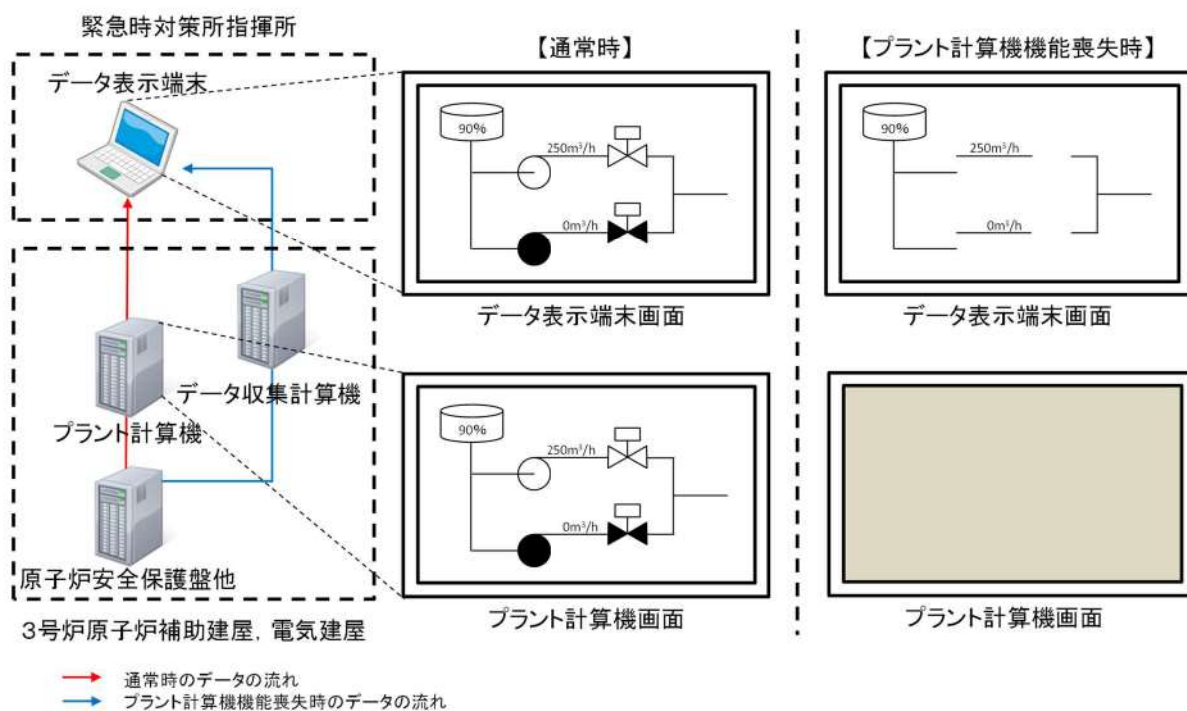 緊急時対策所指揮所
データ表示端末
データ収集計算機
プラント計算機
原子炉安全保護盤他
3号炉原子炉補助建屋,電気建屋
【通常時】
90%
250m³/h
0m³/h
データ表示端末画面
90%
250m³/h
0m³/h
プラント計算機画面
【プラント計算機機能喪失時】
90%
250m³/h
0m³/h
データ表示端末画面
プラント計算機画面
通常時のデータの流れ
プラント計算機機能喪失時のデータの流れ